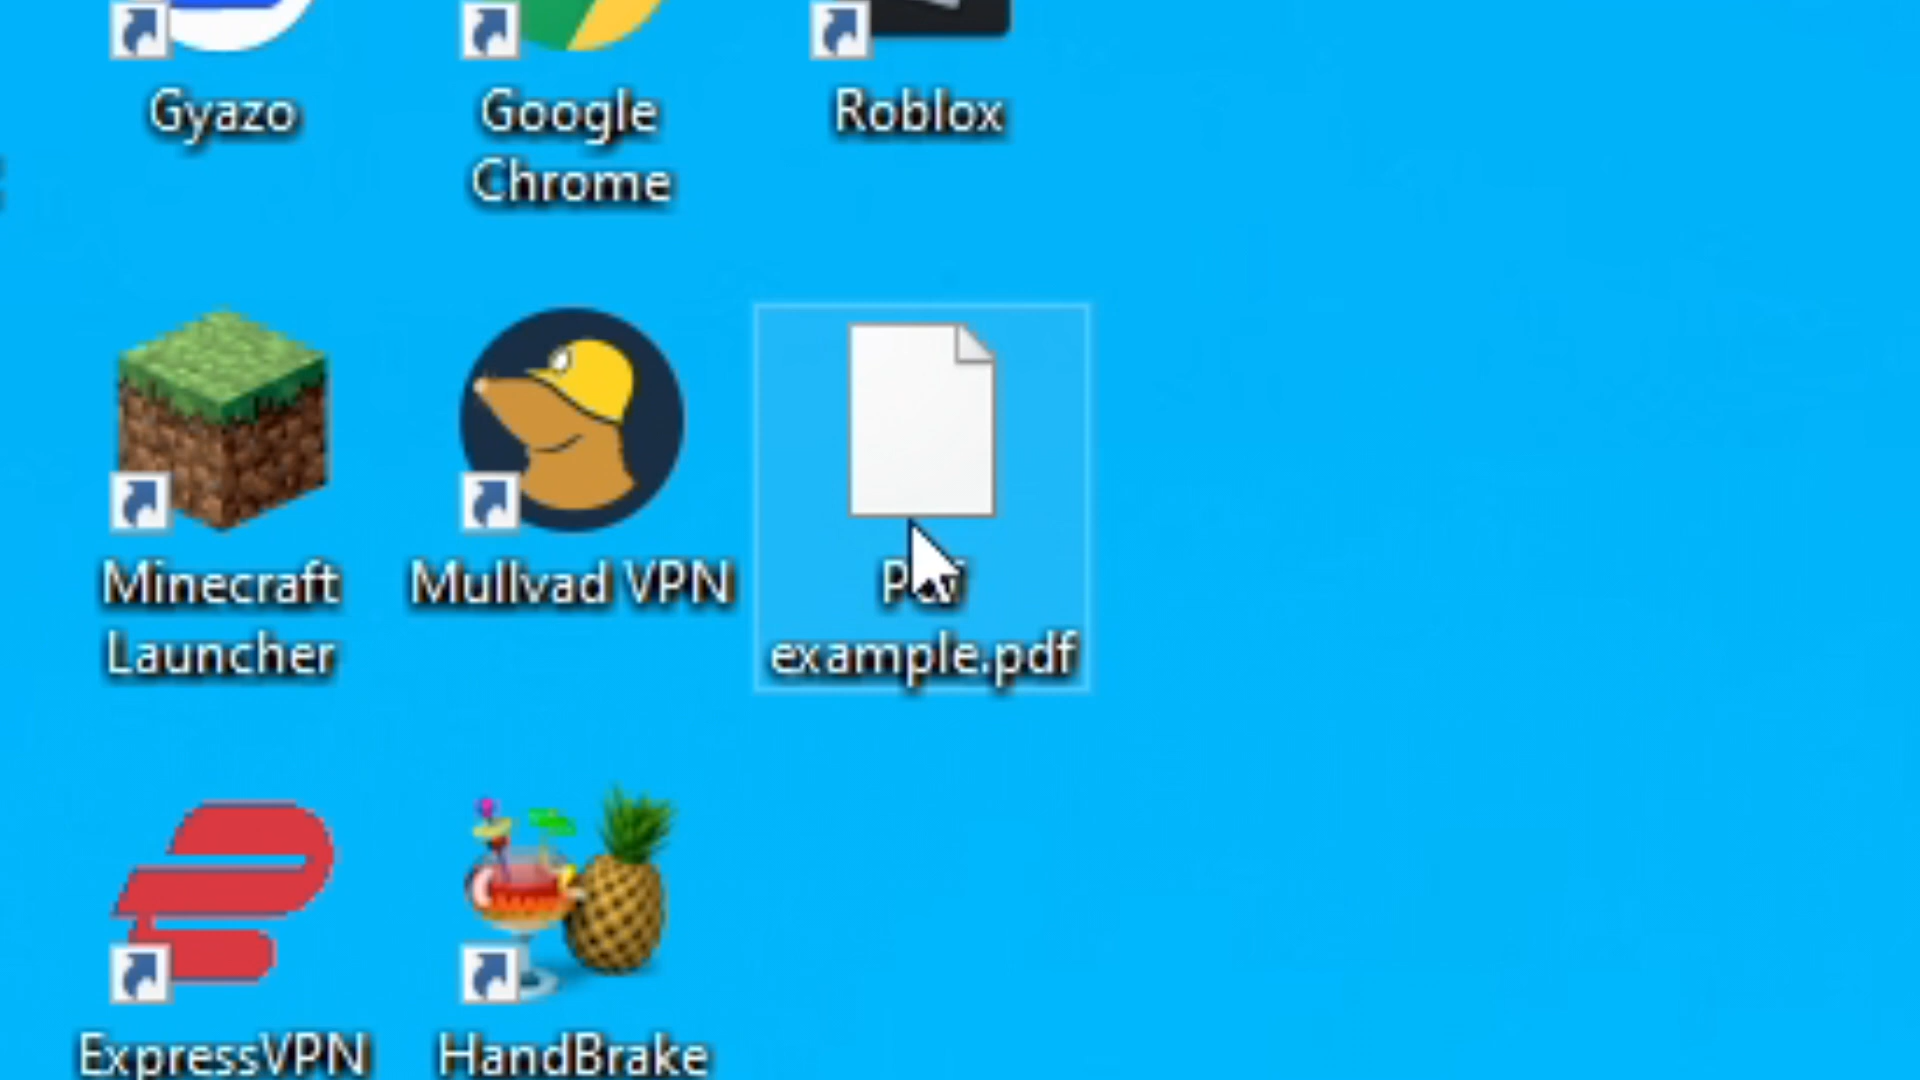 Gyazo
Google
Chrome
Roblox
Minecraft
Launcher
Mullvad VPN
example.pdf
ExpressVPN
HandBrake